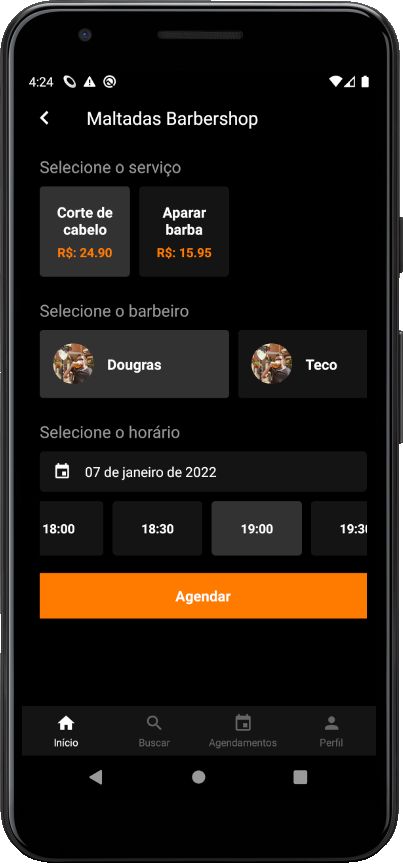 4:24
Maltadas Barbershop
Selecione o serviço
Corte de
cabelo
R$: 24.90
Aparar
barba
R$: 15.95
Selecione o barbeiro
Dougras
Teco
Selecione o horário
07 de janeiro de 2022
18:00
18:30
19:00
19:30
Agendar
Início
Buscar
Agendamentos
Perfil